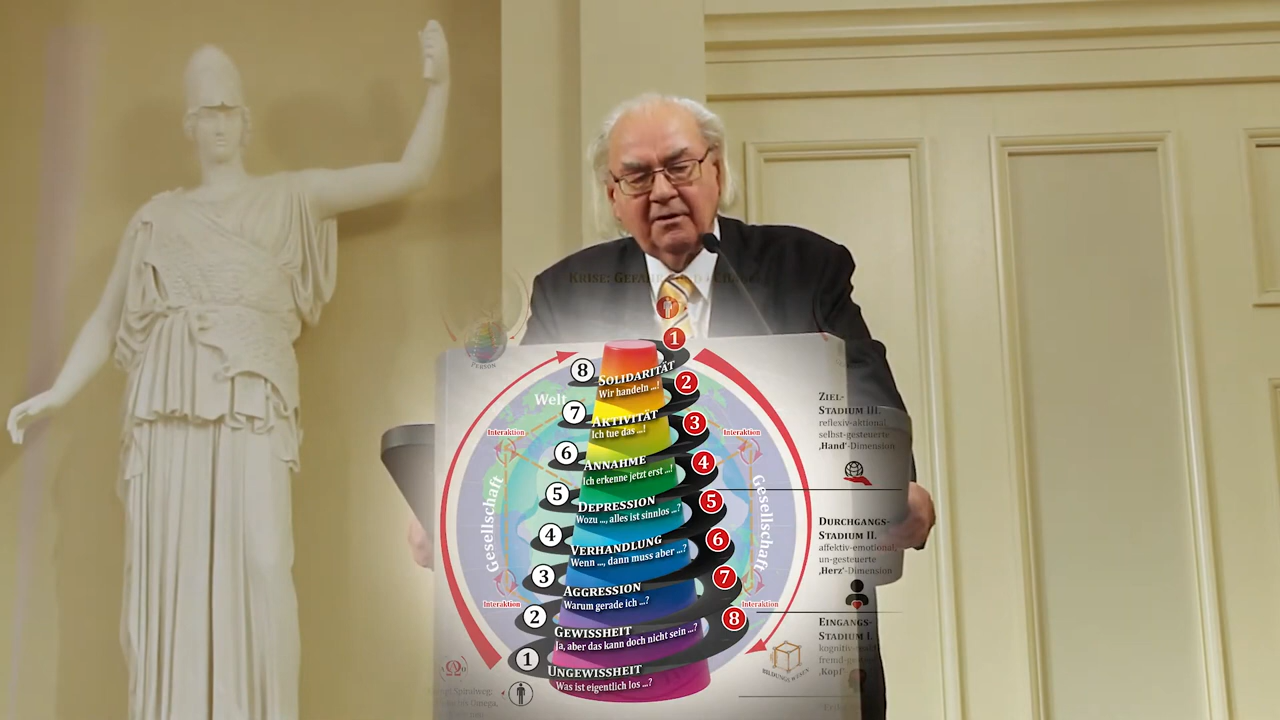 KRISE: GEFAHR
PERSON
1
8
SOLIDARITÄT
Wir handeln ...!
2
Welt
7
AKTIVITÄT
Ich tue das ...!
3
Interaktion
Interaktion
6
ANNAHME
Ich erkenne jetzt erst ...!
4
5
DEPRESSION
Wozu ..., alles ist sinnlos ...?
5
Gesellschaft
Gesellschaft
4
VERHANDLUNG
Wenn ..., dann muss aber ...?
6
3
AGGRESSION
Warum gerade ich ...?
7
Interaktion
Interaktion
2
GEWISSHEIT
Ja, aber das kann doch nicht sein ...?
8
1
UNGEWISSHEIT
Was ist eigentlich los ...?
ZIEL-
STADIUM III.
reflexiv-aktional,
selbst-gesteuerte
‚Hand'-Dimension
DURCHGANGS-
STADIUM II.
affektiv-emotional,
un-gesteuerte
‚Herz'-Dimension
EINGANGS-
STADIUM I.
kognitiv-
fremd-
‚Kopf'
BILDUNGSWESEN